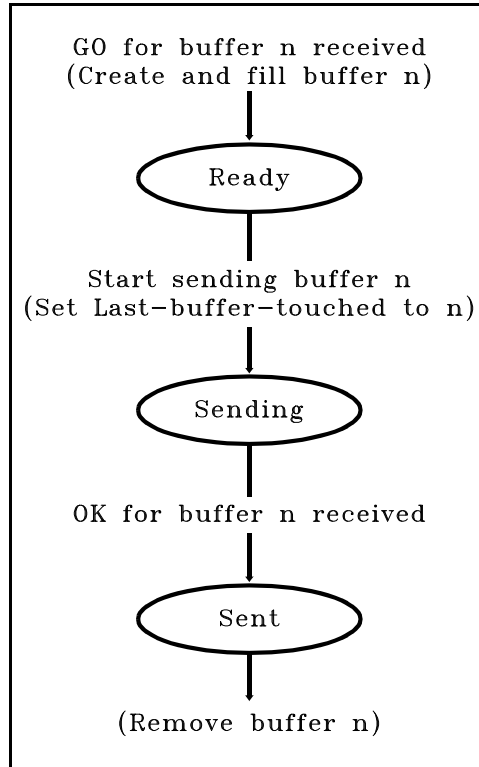 GO for buffer n received
(Create and fill buffer n)
Ready
Start sending buffer n
(Set Last-buffer-touched to n)
Sending
OK for buffer n received
Sent
(Remove buffer n)